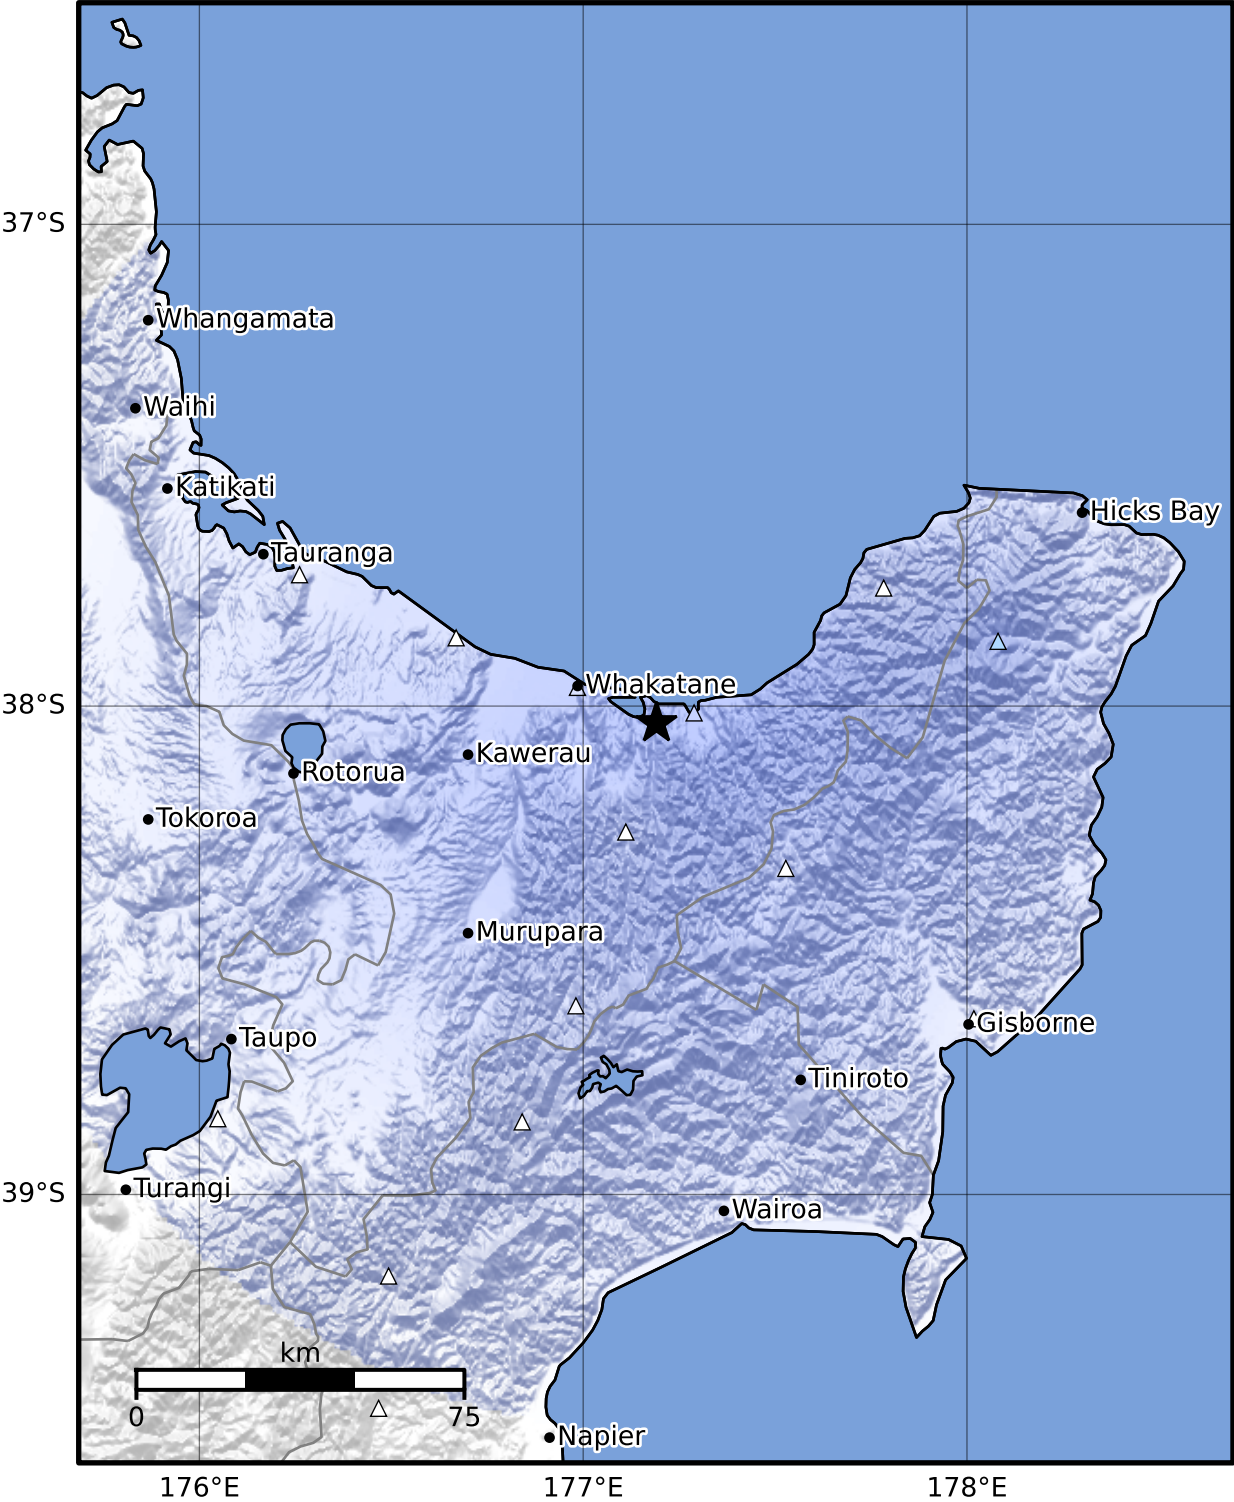 37°S
Whangamata
Waihi
Katikati
Hicks Bay
Tauranga
Whakatane
38°S
Kawerau
Rotorua
Tokoroa
Murupara
Gisborne
Taupo
Tiniroto
39°S
Turangi
Wairoa
km
0
75
Napier
176°E
177°E
178°E